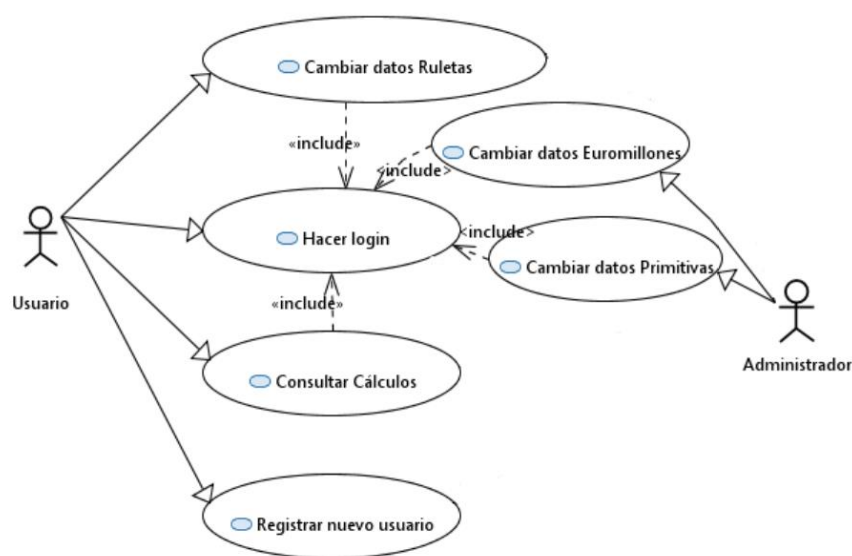 Cambiar datos Ruletas
«include»
Cambiar datos Euromillones
<include>
Hacer login
<include>
Cambiar datos Primitivas
Usuario
«include»
Administrador
Consultar Cálculos
Registrar nuevo usuario